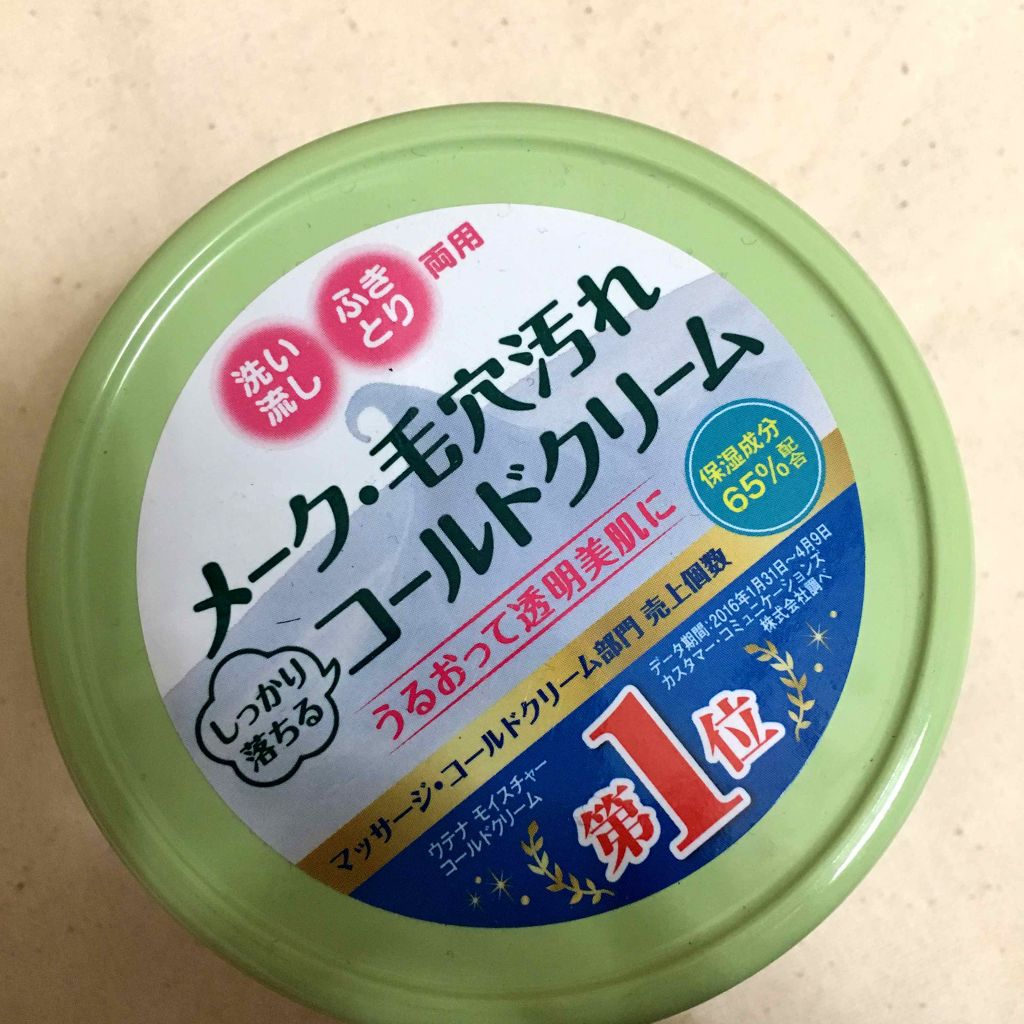 洗い
流し
ふき
とり
両用
メーク・毛穴汚れ
しっかり
落ちる
コールドクリーム
うるおって透明美肌に
保湿成分
65%配合
マッサージ・コールドクリーム部門 売上個数
データ期間:2016年1月31日〜4月9日
カスタマー・コミュニケーションズ
株式会社調べ
ウテナ モイスチャー
コールドクリーム
第1位